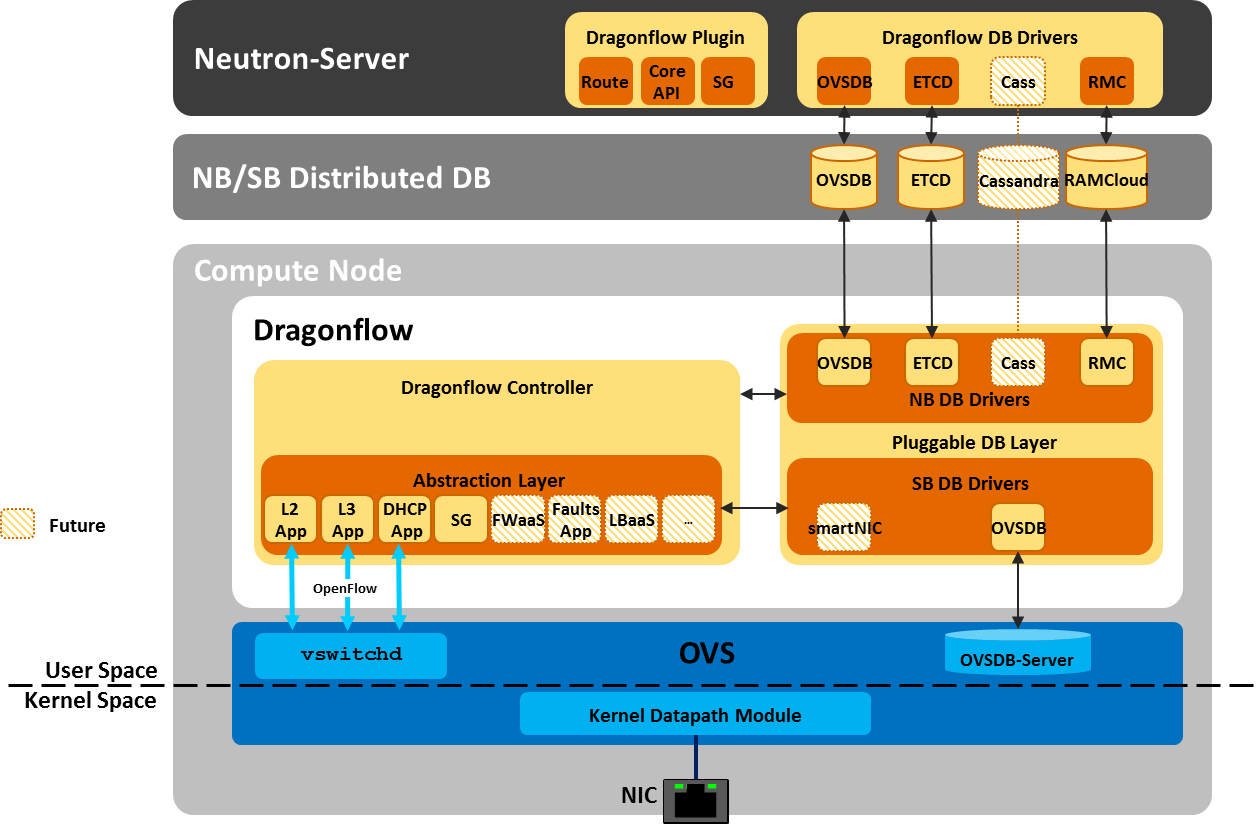 Neutron-Server
Dragonflow Plugin
Route
Core
API
SG
Dragonflow DB Drivers
OVSDB
ETCD
Cass
RMC
NB/SB Distributed DB
OVSDB
ETCD
Cassandra
RAMCloud
Compute Node
Dragonflow
Dragonflow Controller
OVSDB
ETCD
Cass
RMC
NB DB Drivers
Pluggable DB Layer
Abstraction Layer
L2
App
L3
App
DHCP
App
SG
FWaaS
Faults
App
LBaaS
...
SB DB Drivers
smartNIC
OVSDB
Future
OpenFlow
vswitchd
OVS
OVSDB-Server
User Space
Kernel Space
Kernel Datapath Module
NIC